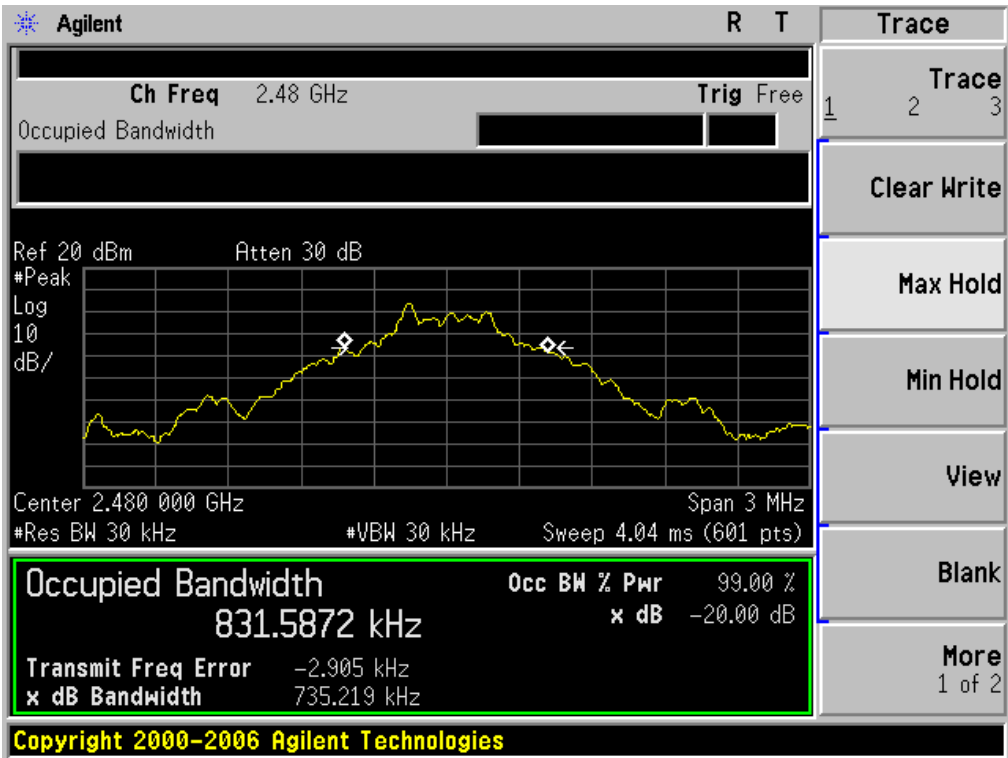 Agilent R T
Ch Freq 2.48 GHz Trig Free
Occupied Bandwidth
Ref 20 dBm Atten 30 dB
#Peak
Log
10
dB/
Center 2.480 000 GHz Span 3 MHz
#Res BW 30 kHz #VBW 30 kHz Sweep 4.04 ms (601 pts)
Occupied Bandwidth
831.5872 kHz
Occ BW % Pwr 99.00 %
x dB -20.00 dB
Transmit Freq Error -2.905 kHz
x dB Bandwidth 735.219 kHz
Copyright 2000-2006 Agilent Technologies
Trace
Trace
1 2 3
Clear Write
Max Hold
Min Hold
View
Blank
More
1 of 2